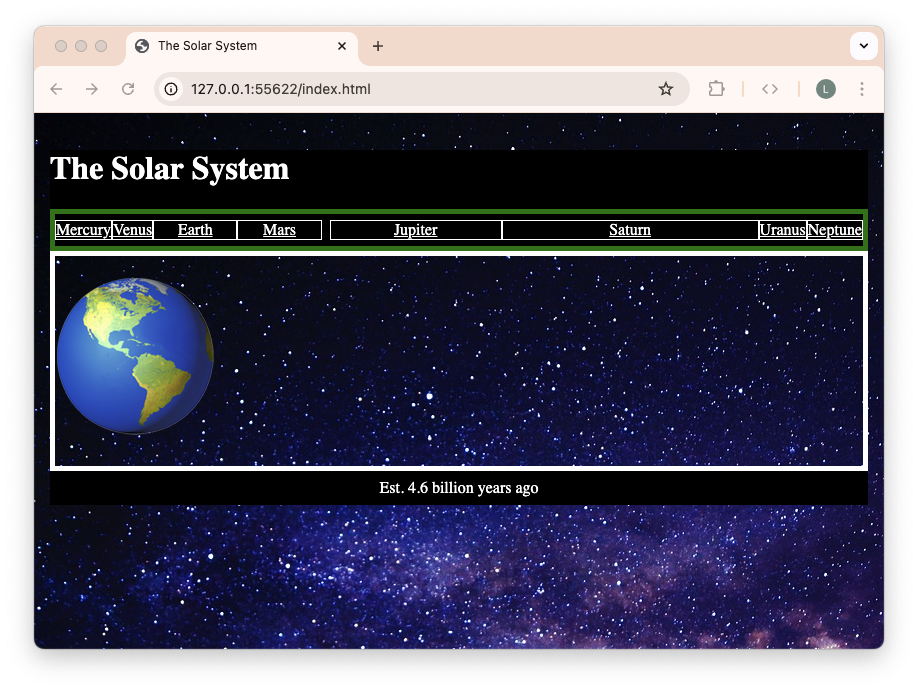 The Solar System
127.0.0.1:55622/index.html
L
The Solar System
Mercury Venus Earth Mars Jupiter Saturn Uranus Neptune
Est. 4.6 billion years ago